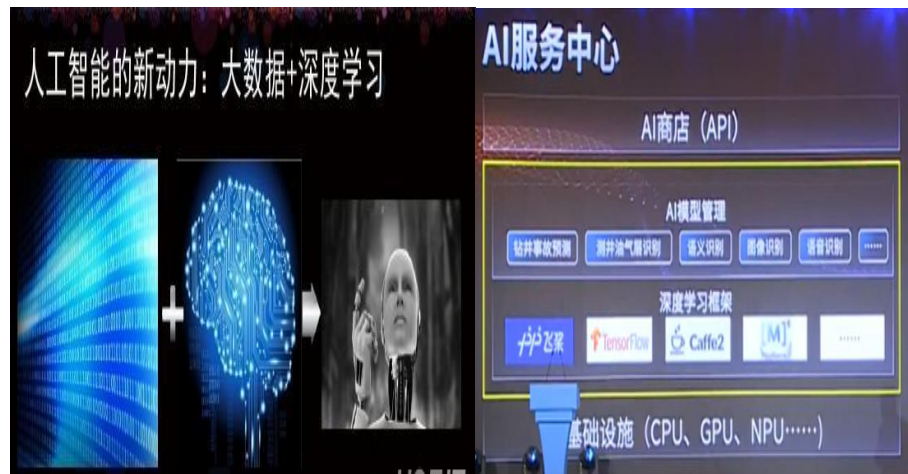 人工智能的新动力：大数据+深度学习
AI服务中心
AI商店（API）
AI模型管理
钻井事故预测
测井油气层识别
语义识别
图像识别
语音识别
······
深度学习框架
飞桨
TensorFlow
Caffe2
[M]
······
基础设施（CPU、GPU、NPU······)